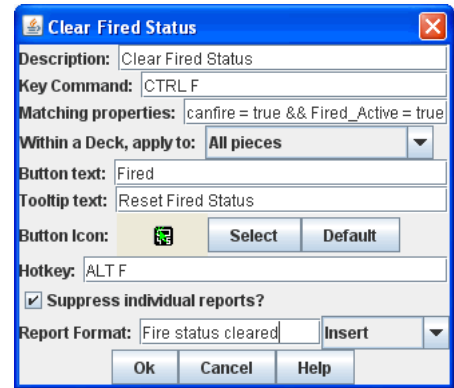 Clear Fired Status
Description: Clear Fired Status
Key Command: CTRL F
Matching properties: canfire = true && Fired_Active = true
Within a Deck, apply to: All pieces
Button text: Fired
Tooltip text: Reset Fired Status
Button Icon: Select Default
Hotkey: ALT F
Suppress individual reports?
Report Format: Fire status cleared Insert
Ok Cancel Help